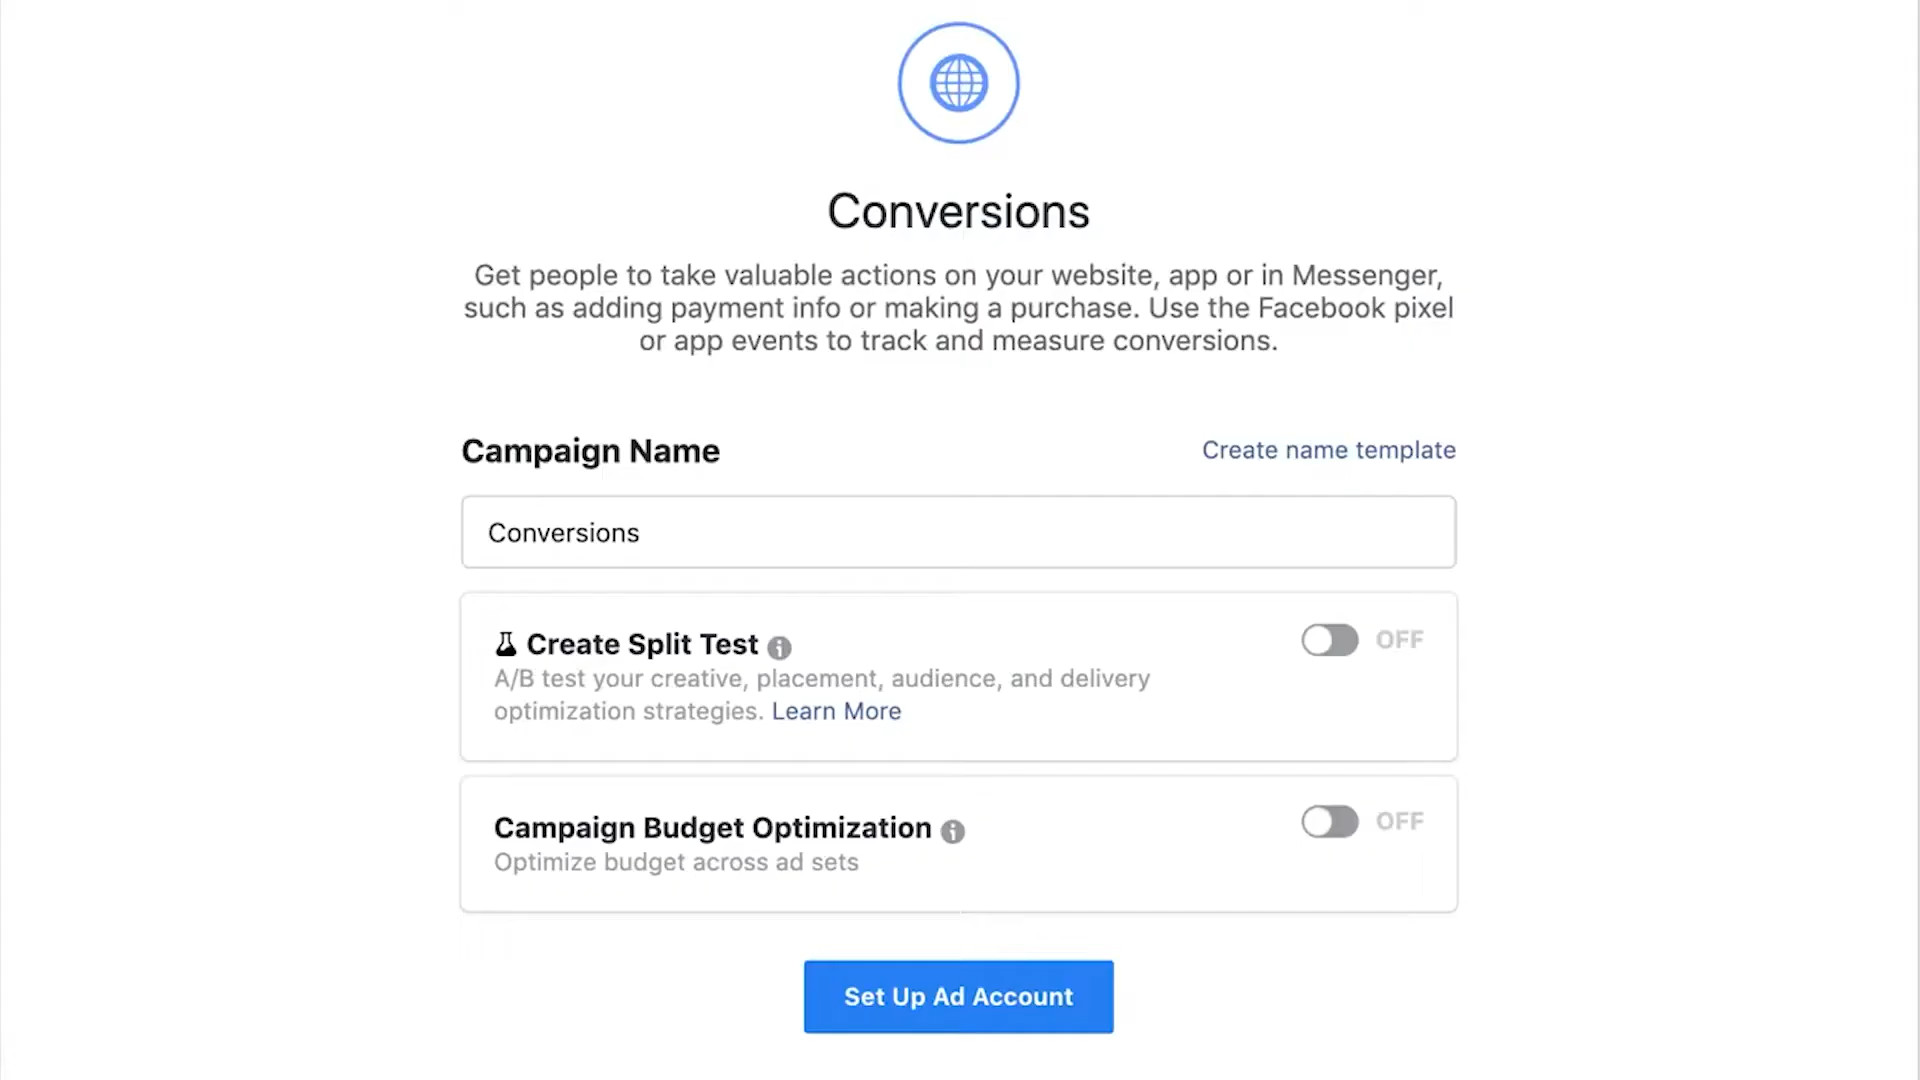 Conversions
Get people to take valuable actions on your website, app or in Messenger,
such as adding payment info or making a purchase. Use the Facebook pixel
or app events to track and measure conversions.
Campaign Name
Create name template
Conversions
Create Split Test
OFF
A/B test your creative, placement, audience, and delivery
optimization strategies. Learn More
Campaign Budget Optimization
OFF
Optimize budget across ad sets
Set Up Ad Account